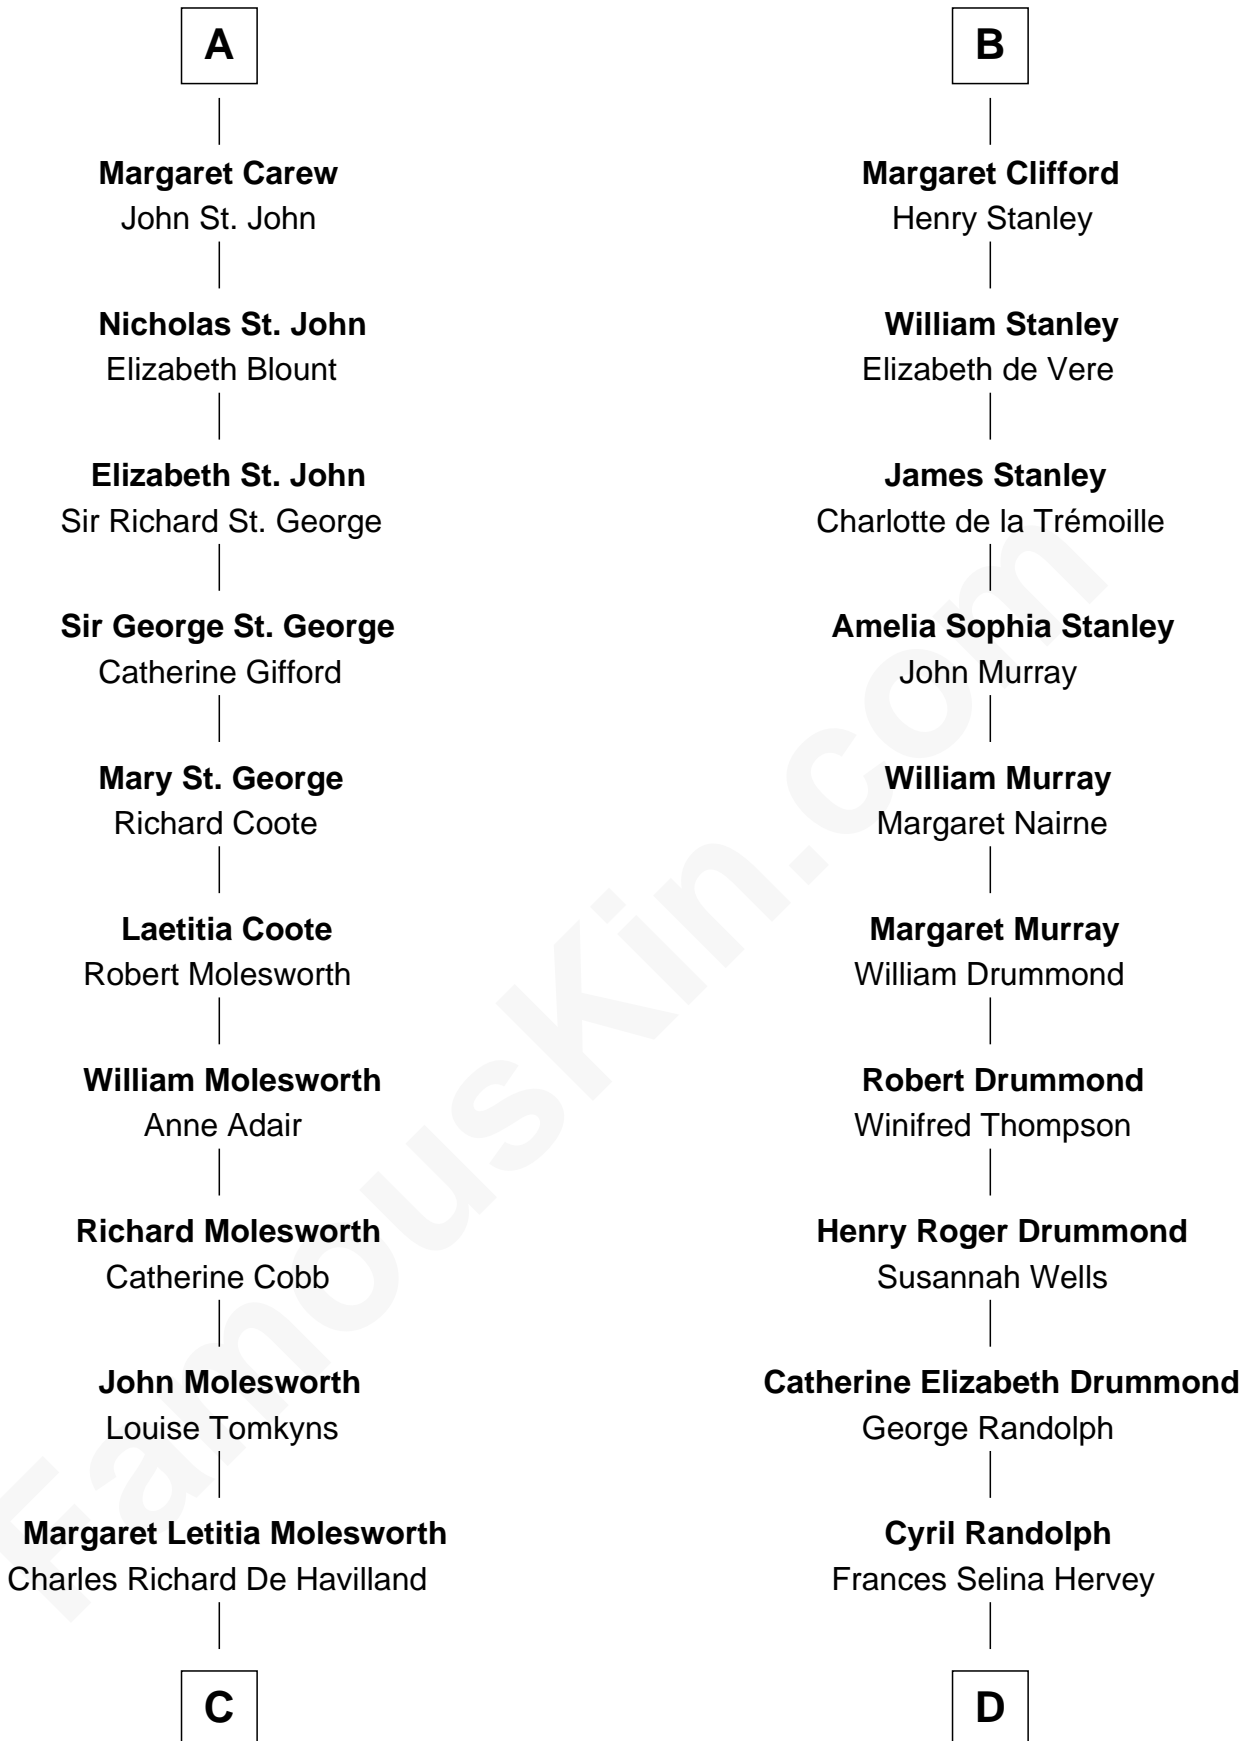 A
Margaret Carew
John St. John
Nicholas St. John
Elizabeth Blount
Elizabeth St. John
Sir Richard St. George
Sir George St. George
Catherine Gifford
Mary St. George
Richard Coote
Laetitia Coote
Robert Molesworth
William Molesworth
Anne Adair
Richard Molesworth
Catherine Cobb
John Molesworth
Louise Tomkyns
Margaret Letitia Molesworth
Charles Richard De Havilland
C
B
Margaret Clifford
Henry Stanley
William Stanley
Elizabeth de Vere
James Stanley
Charlotte de la Trémoille
Amelia Sophia Stanley
John Murray
William Murray
Margaret Nairne
Margaret Murray
William Drummond
Robert Drummond
Winifred Thompson
Henry Roger Drummond
Susannah Wells
Catherine Elizabeth Drummond
George Randolph
Cyril Randolph
Frances Selina Hervey
D
FamousKin.com